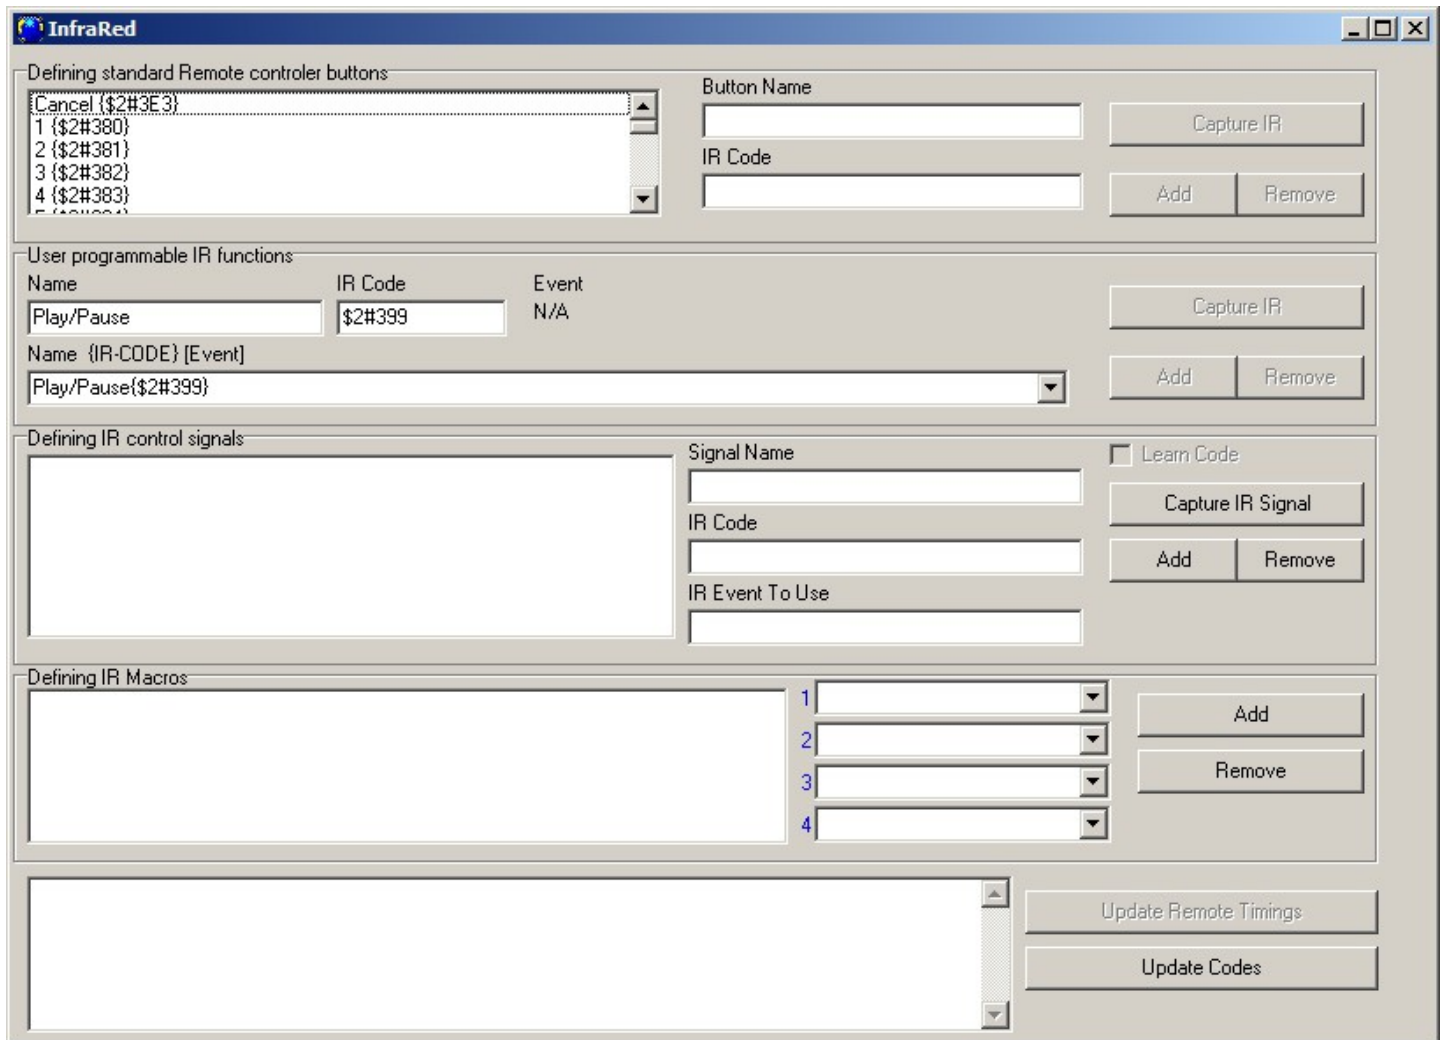 InfraRed
Defining standard Remote controler buttons
Cancel {$2#3E3}
1 {$2#380}
2 {$2#381}
3 {$2#382}
4 {$2#383}
Button Name
Capture IR
IR Code
Add Remove
User programmable IR functions
Name IR Code Event
Play/Pause $2#399 N/A
Capture IR
Name {IR-CODE} [Event]
Play/Pause{$2#399}
Add Remove
Defining IR control signals
Signal Name
Learn Code
Capture IR Signal
IR Code
Add Remove
IR Event To Use
Defining IR Macros
1
2
3
4
Add
Remove
Update Remote Timings
Update Codes